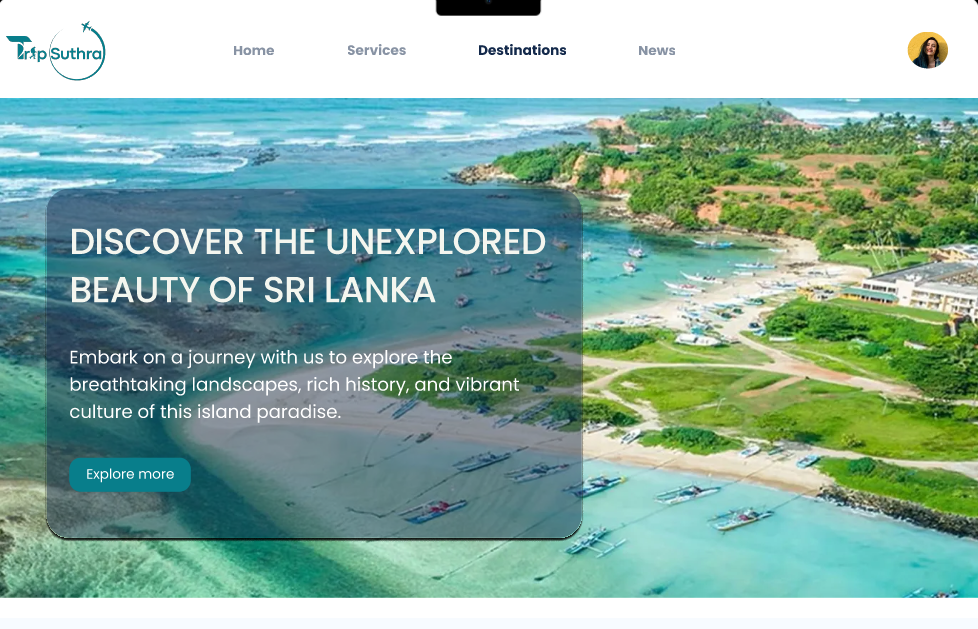 Trip Suthra
Home
Services
Destinations
News
DISCOVER THE UNEXPLORED
BEAUTY OF SRI LANKA
Embark on a journey with us to explore the
breathtaking landscapes, rich history, and vibrant
culture of this island paradise.
Explore more